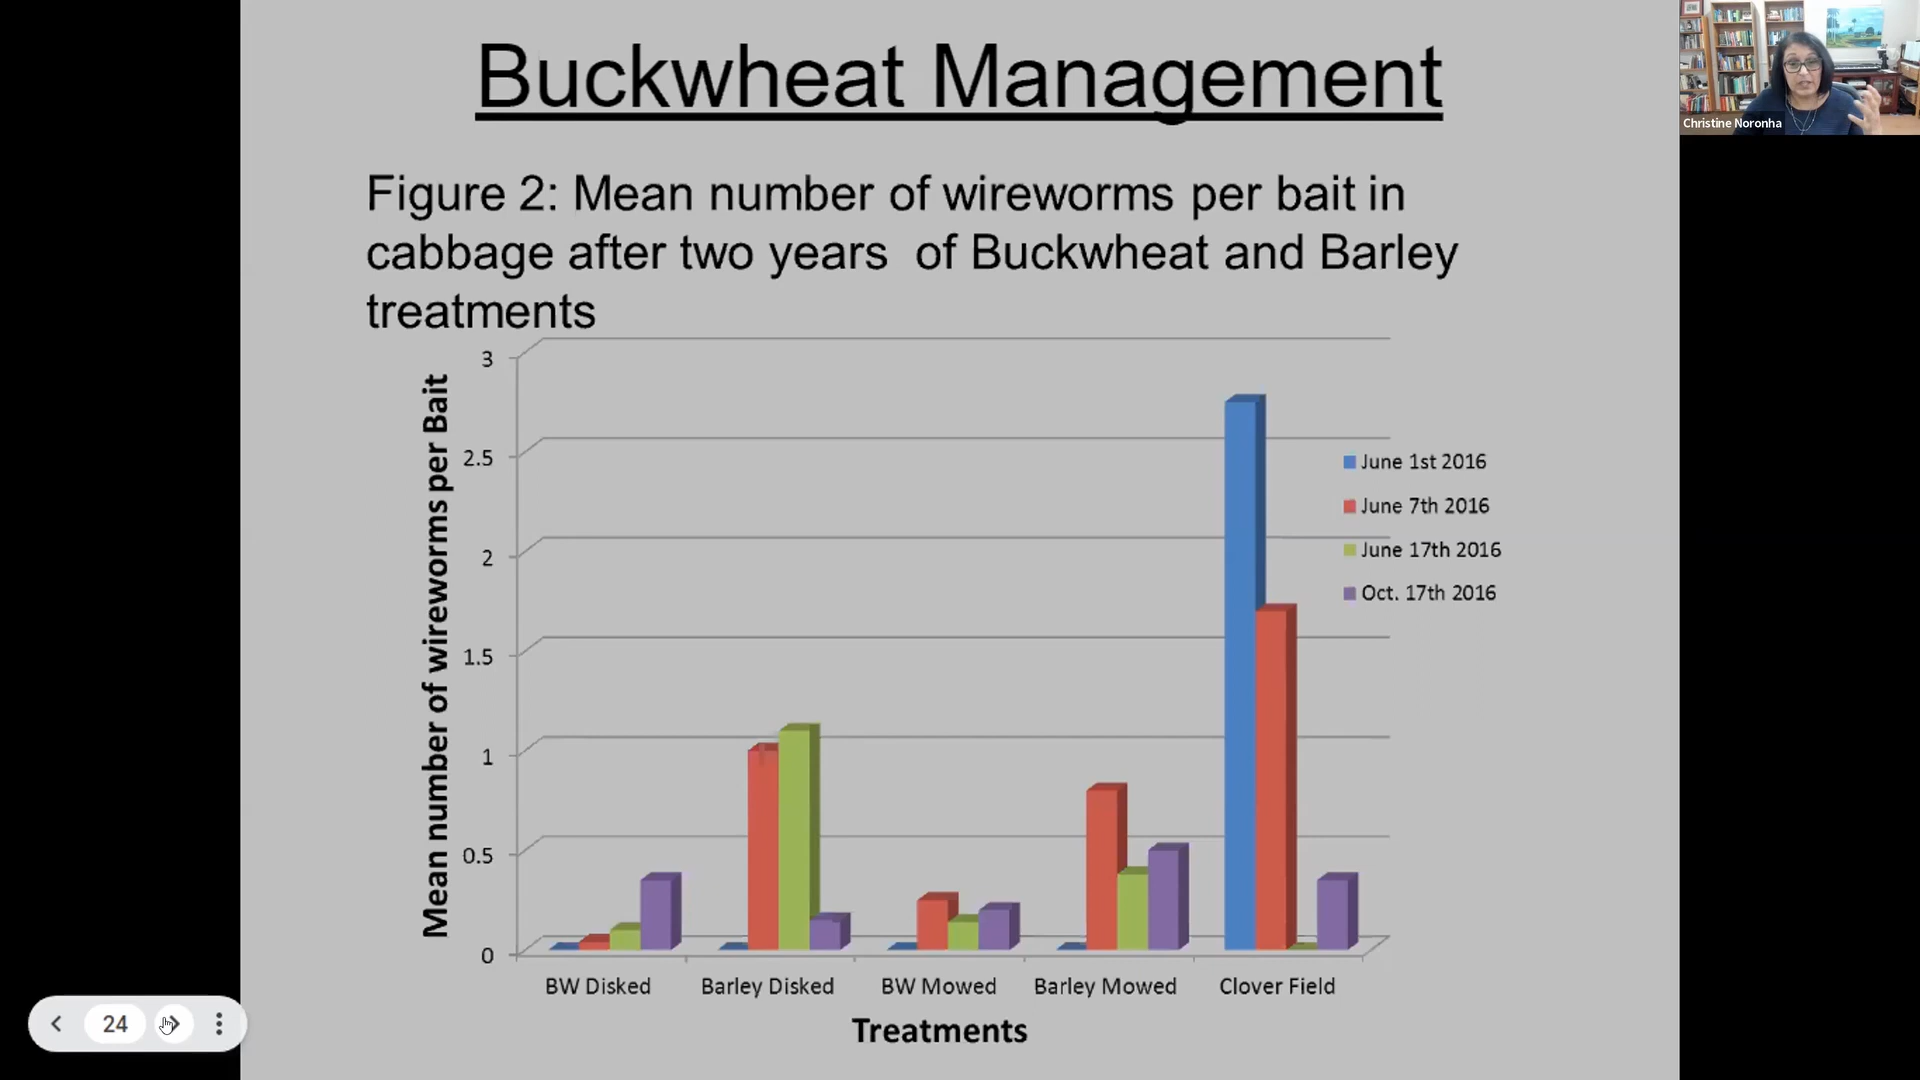 Buckwheat Management
Christine Noronha
Figure 2: Mean number of wireworms per bait in
cabbage after two years of Buckwheat and Barley
treatments
Mean number of wireworms per Bait
3
2.5
2
1.5
1
0.5
0
June 1st 2016
June 7th 2016
June 17th 2016
Oct. 17th 2016
BW Disked
Barley Disked
BW Mowed
Barley Mowed
Clover Field
Treatments
24